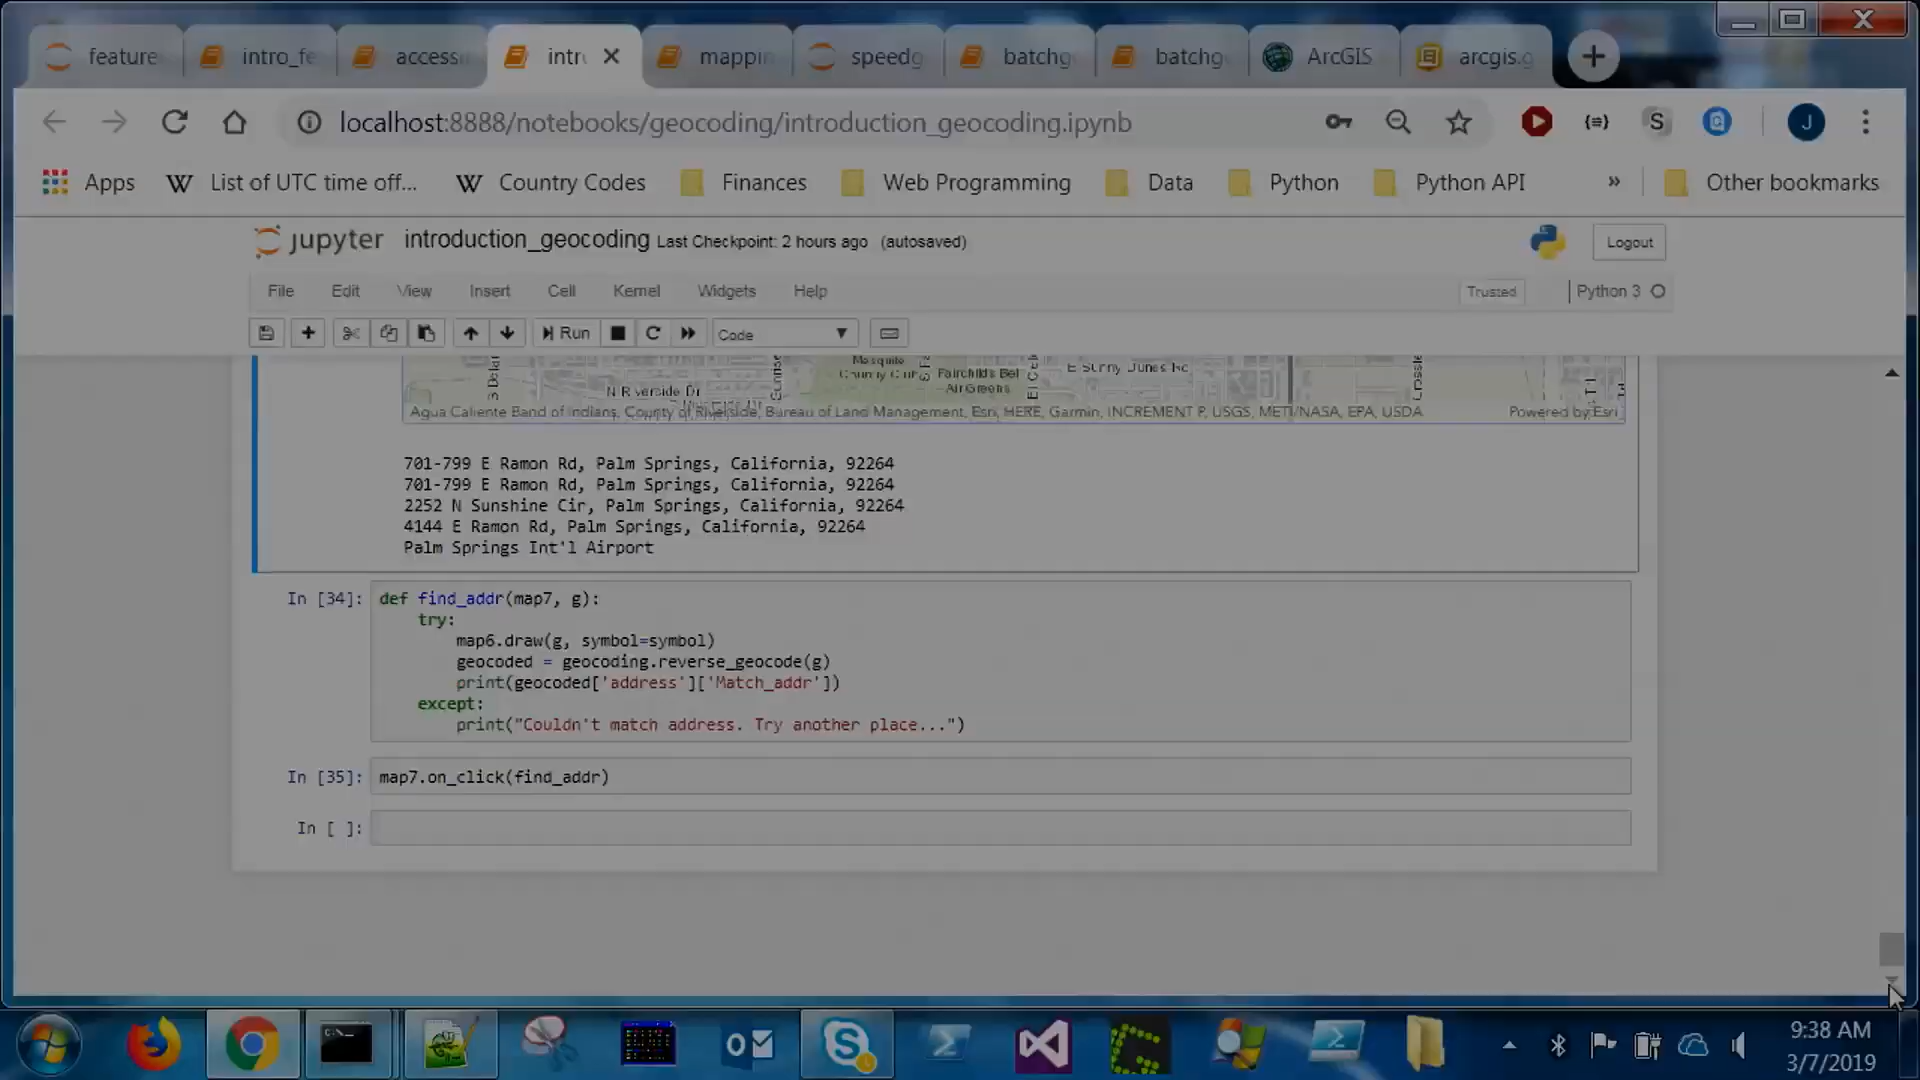 feature
intro_fe
access
intr
mappin
speedg
batchg
batchg
ArcGIS
arcgis.g
localhost:8888/notebooks/geocoding/introduction_geocoding.ipynb
S
J
Apps
W List of UTC time off...
W Country Codes
Finances
Web Programming
Data
Python
Python API
»
Other bookmarks
jupyter introduction_geocoding Last Checkpoint: 2 hours ago (autosaved)
Logout
File Edit View Insert Cell Kernel Widgets Help
Trusted
Python 3
Run
Code
Country Club
Fairchilds Bel
Air Greens
Agua Caliente Band of Indians, County of Riverside, Bureau of Land Management, Esri, HERE, Garmin, INCREMENT P, USGS, METI/NASA, EPA, USDA
Powered by Esri
701-799 E Ramon Rd, Palm Springs, California, 92264
701-799 E Ramon Rd, Palm Springs, California, 92264
2252 N Sunshine Cir, Palm Springs, California, 92264
4144 E Ramon Rd, Palm Springs, California, 92264
Palm Springs Int'l Airport
In [34]: def find_addr(map7, g):
try:
map6.draw(g, symbol=symbol)
geocoded = geocoding.reverse_geocode(g)
print(geocoded['address']['Match_addr'])
except:
print("Couldn't match address. Try another place...")
In [35]: map7.on_click(find_addr)
In [ ]:
9:38 AM
3/7/2019